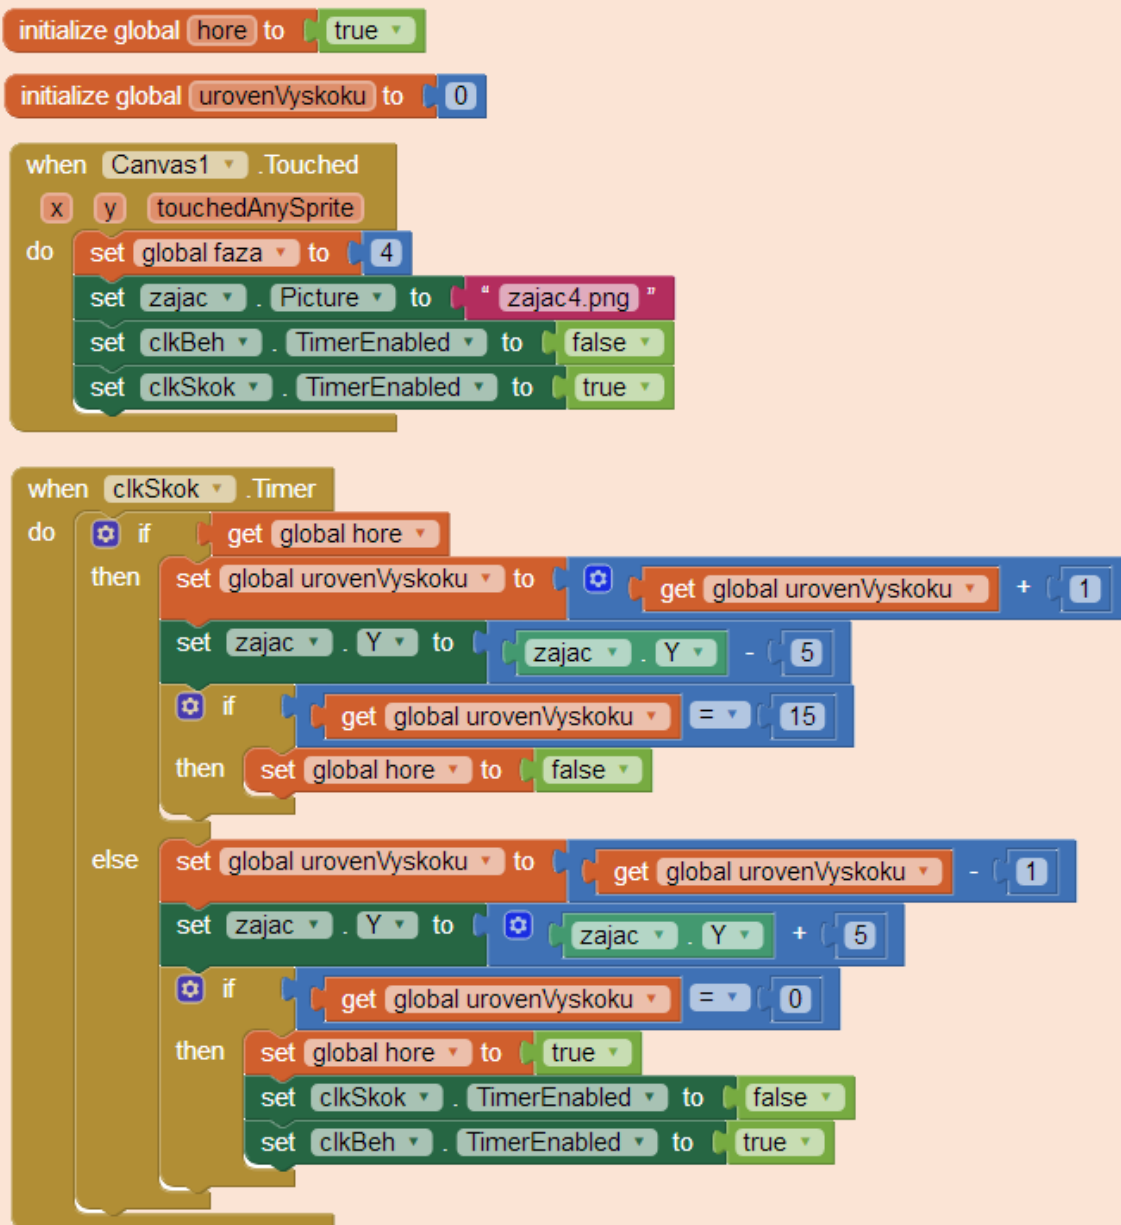 initialize global hore to true
initialize global urovenVyskoku to 0
when Canvas1 .Touched
x y touchedAnySprite
do set global faza to 4
set zajac . Picture to " zajac4.png "
set clkBeh . TimerEnabled to false
set clkSkok . TimerEnabled to true
when clkSkok .Timer
do if get global hore
then set global urovenVyskoku to get global urovenVyskoku + 1
set zajac . Y to zajac . Y - 5
if get global urovenVyskoku = 15
then set global hore to false
else set global urovenVyskoku to get global urovenVyskoku - 1
set zajac . Y to zajac . Y + 5
if get global urovenVyskoku = 0
then set global hore to true
set clkSkok . TimerEnabled to false
set clkBeh . TimerEnabled to true